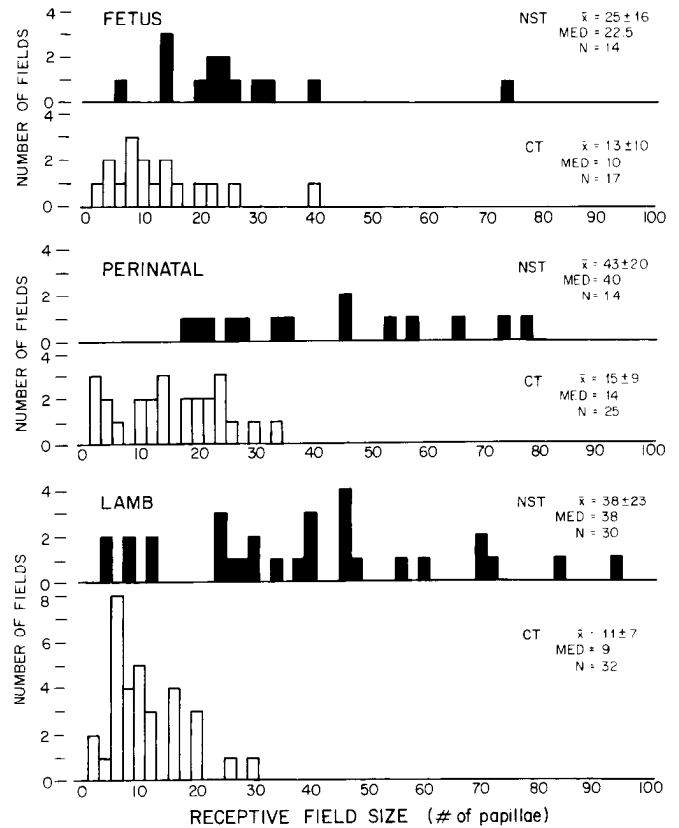 FETUS
NST x̄ = 25±16
MED = 22.5
N = 14
4
2
0
NUMBER OF FIELDS
CT x̄ = 13±10
MED = 10
N = 17
4
2
0
0 10 20 30 40 50 60 70 80 90 100
PERINATAL
NST x̄ = 43±20
MED = 40
N = 14
4
2
0
NUMBER OF FIELDS
CT x̄ = 15±9
MED = 14
N = 25
4
2
0
0 10 20 30 40 50 60 70 80 90 100
LAMB
NST x̄ = 38±23
MED = 38
N = 30
4
2
0
NUMBER OF FIELDS
CT x̄ = 11±7
MED = 9
N = 32
8
6
4
2
0
0 10 20 30 40 50 60 70 80 90 100
RECEPTIVE FIELD SIZE (# of papillae)